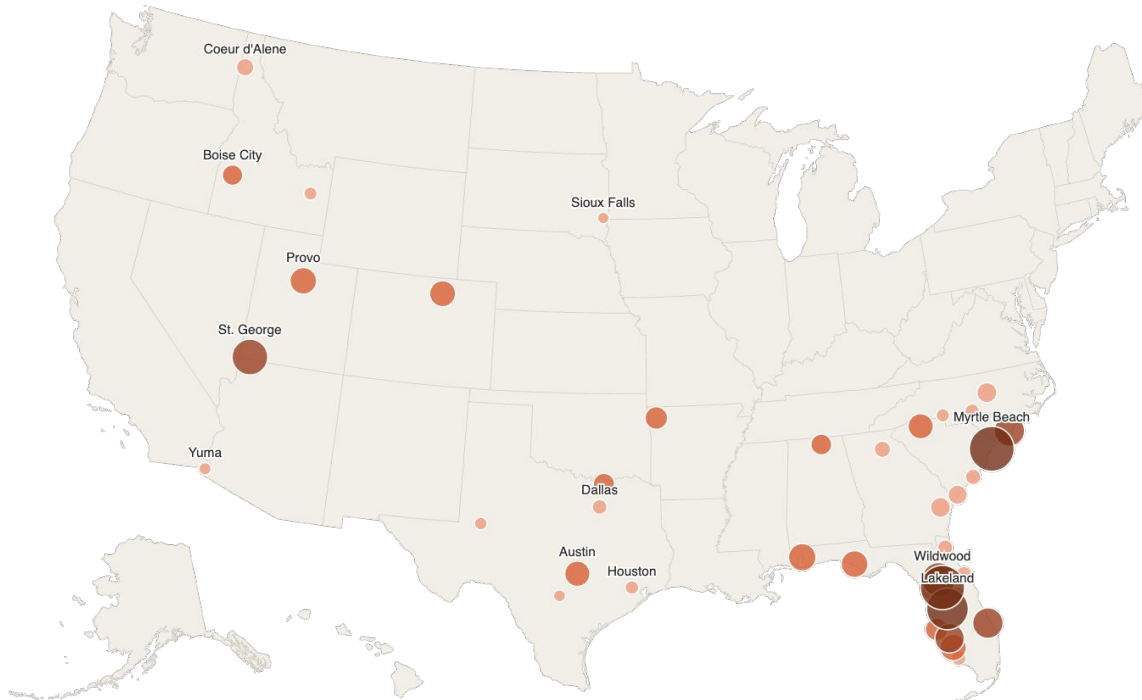 Coeur d'Alene
Boise City
Sioux Falls
Provo
St. George
Myrtle Beach
Yuma
Dallas
Austin
Wildwood
Houston
Lakeland